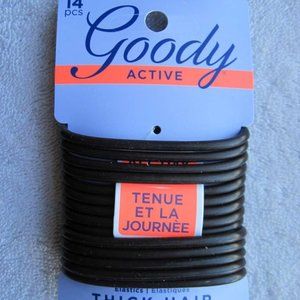 14
pcs
Goody
ACTIVE
TENUE
ET LA
JOURNÉE
Elastics | Élastiques
THICK HAIR